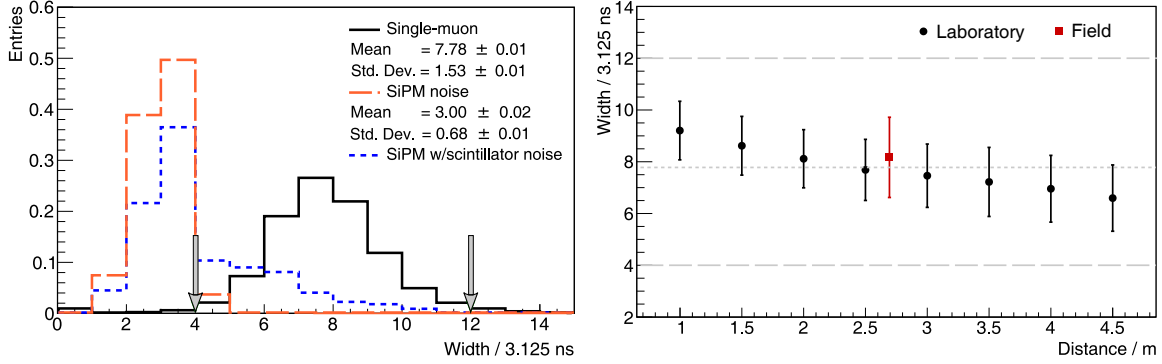 Entries
0.6
0.5
0.4
0.3
0.2
0.1
0
Single-muon
Mean = 7.78 ± 0.01
Std. Dev. = 1.53 ± 0.01
SiPM noise
Mean = 3.00 ± 0.02
Std. Dev. = 0.68 ± 0.01
SiPM w/scintillator noise
0 2 4 6 8 10 12 14
Width / 3.125 ns
Width / 3.125 ns
14
12
10
8
6
4
2
Laboratory Field
1 1.5 2 2.5 3 3.5 4 4.5
Distance / m